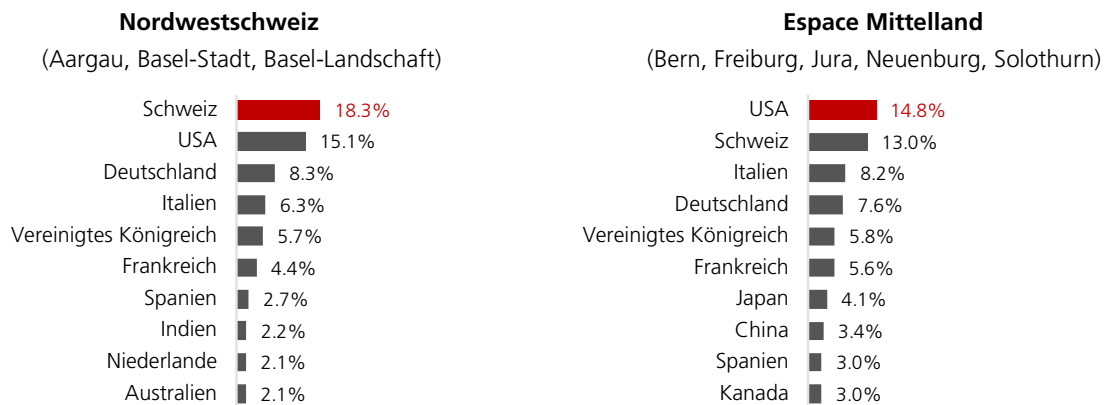 Nordwestschweiz
(Aargau, Basel-Stadt, Basel-Landschaft)
Schweiz 18.3%
USA 15.1%
Deutschland 8.3%
Italien 6.3%
Vereinigtes Königreich 5.7%
Frankreich 4.4%
Spanien 2.7%
Indien 2.2%
Niederlande 2.1%
Australien 2.1%
Espace Mittelland
(Bern, Freiburg, Jura, Neuenburg, Solothurn)
USA 14.8%
Schweiz 13.0%
Italien 8.2%
Deutschland 7.6%
Vereinigtes Königreich 5.8%
Frankreich 5.6%
Japan 4.1%
China 3.4%
Spanien 3.0%
Kanada 3.0%